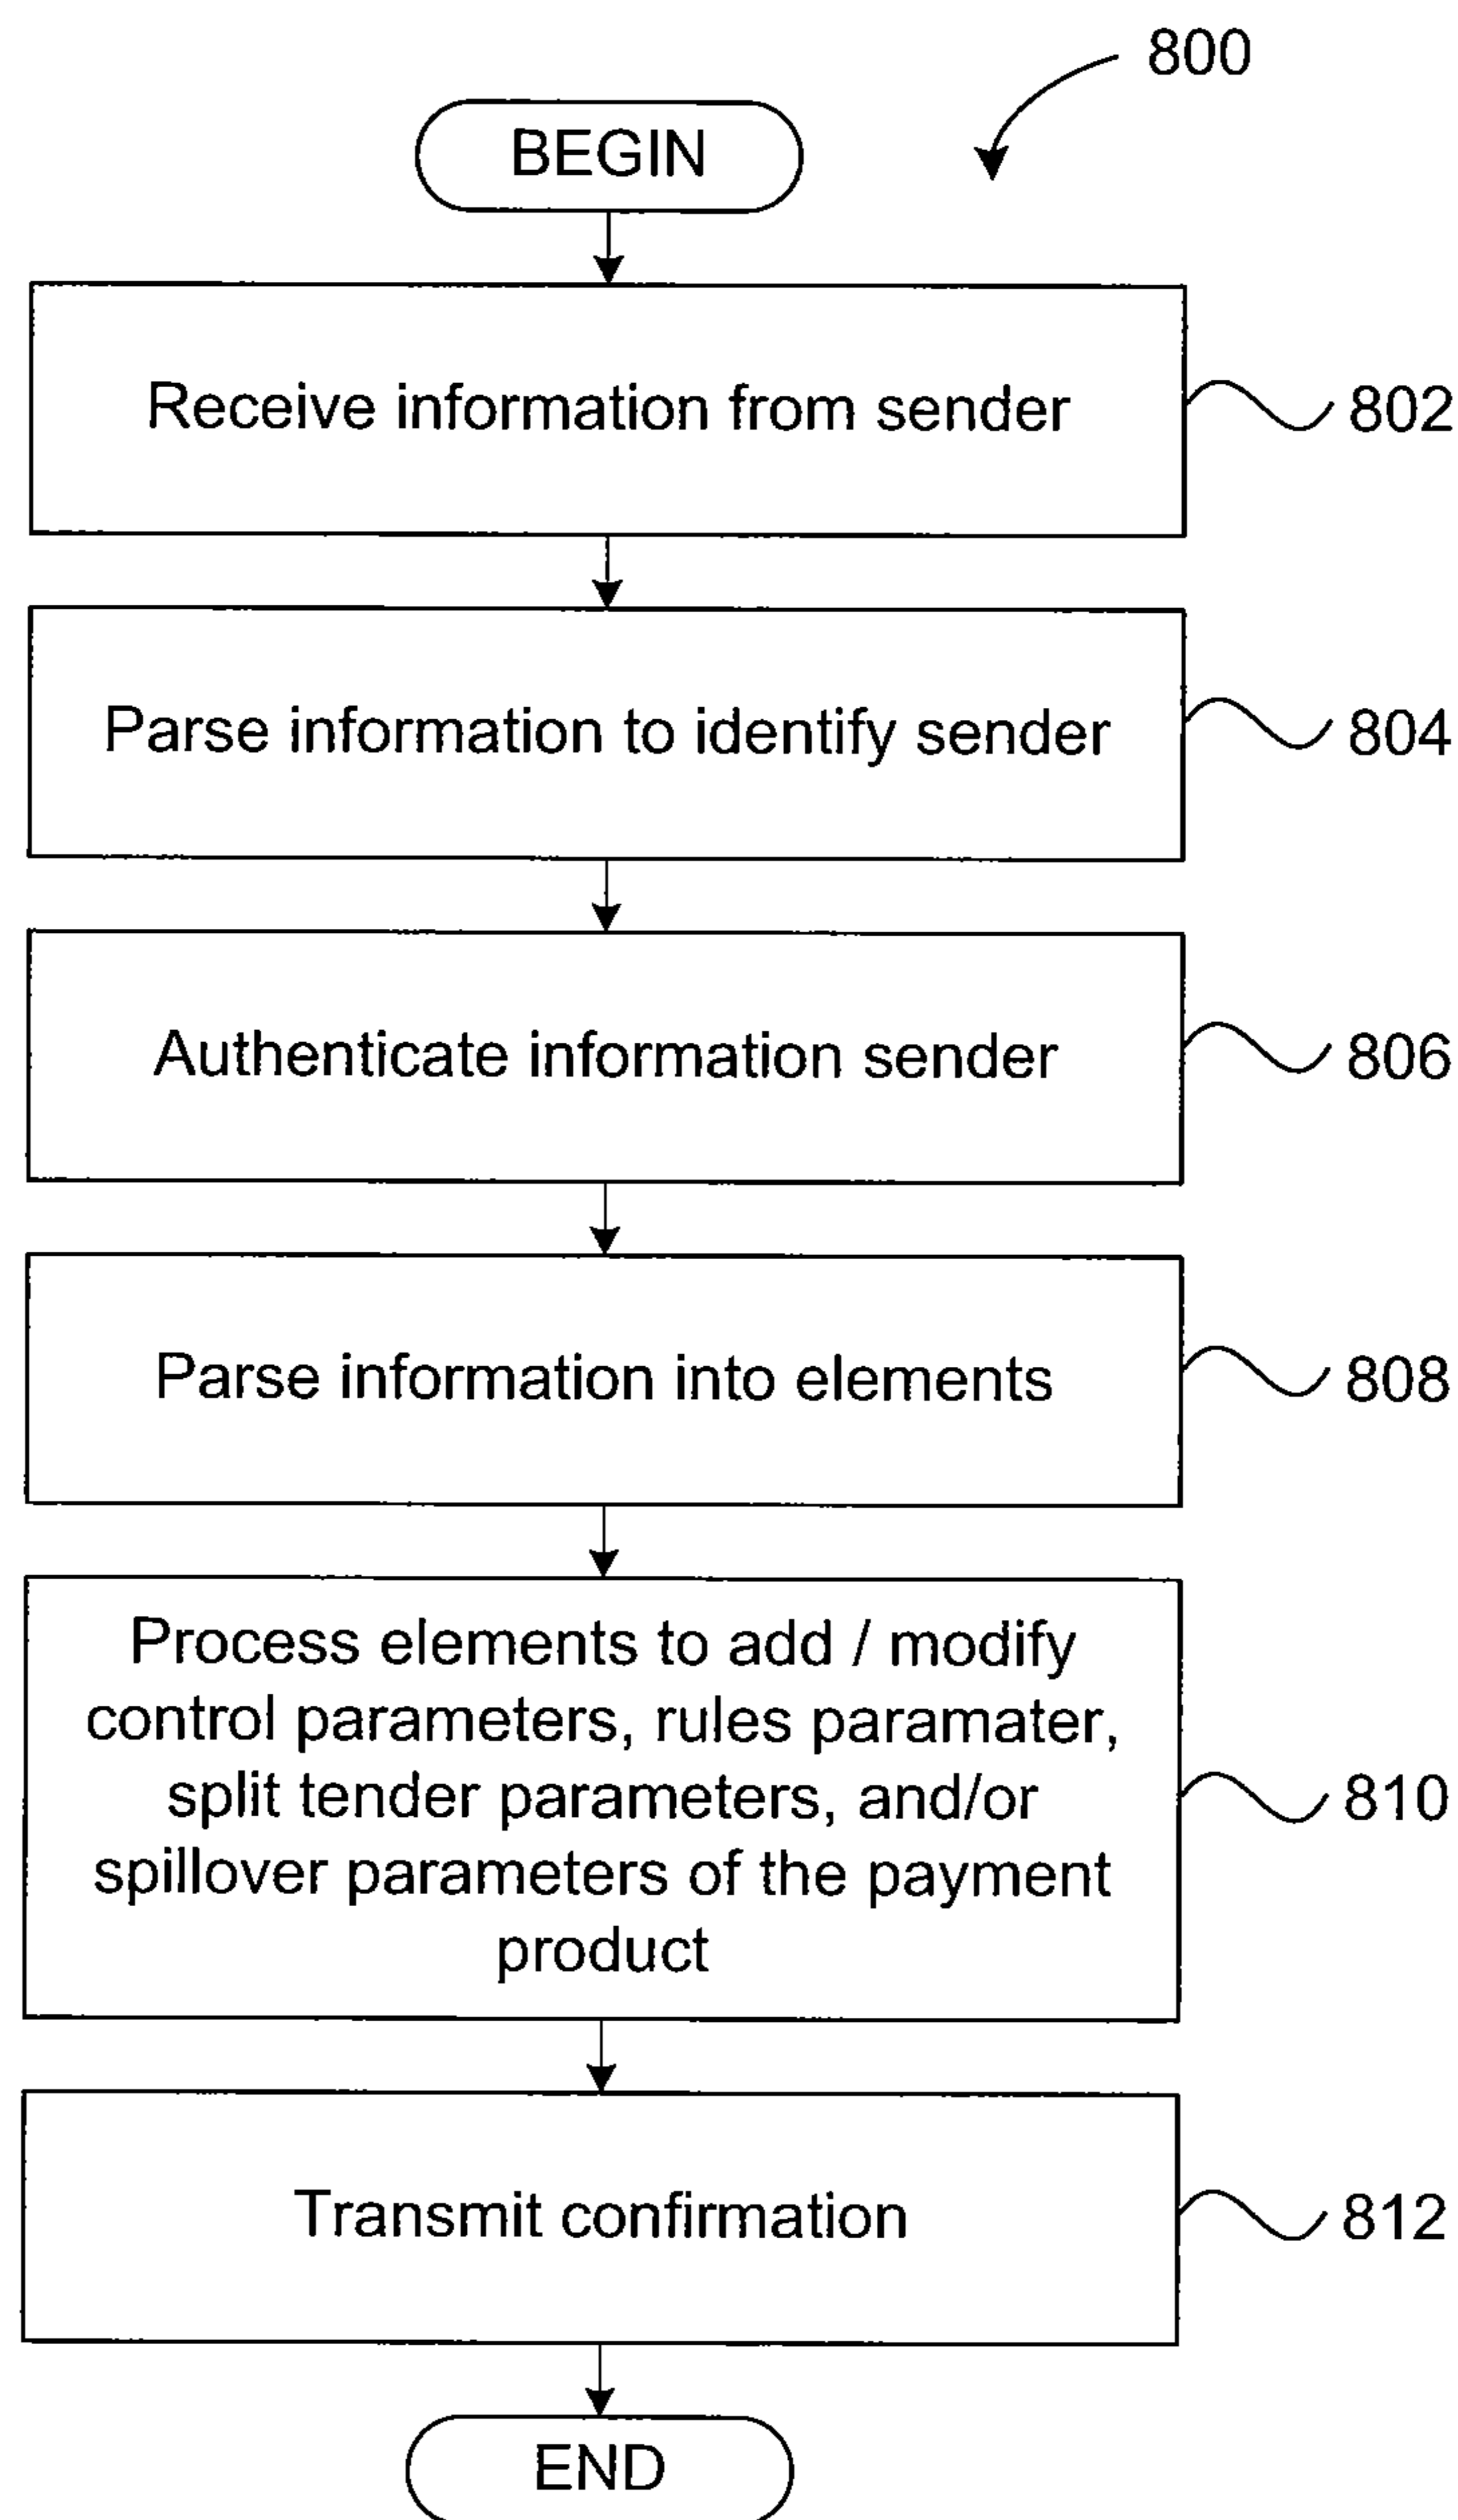 800
BEGIN
Receive information from sender
802
Parse information to identify sender
804
Authenticate information sender
806
Parse information into elements
808
Process elements to add / modify
control parameters, rules paramater,
split tender parameters, and/or
spillover parameters of the payment
product
810
Transmit confirmation
812
END